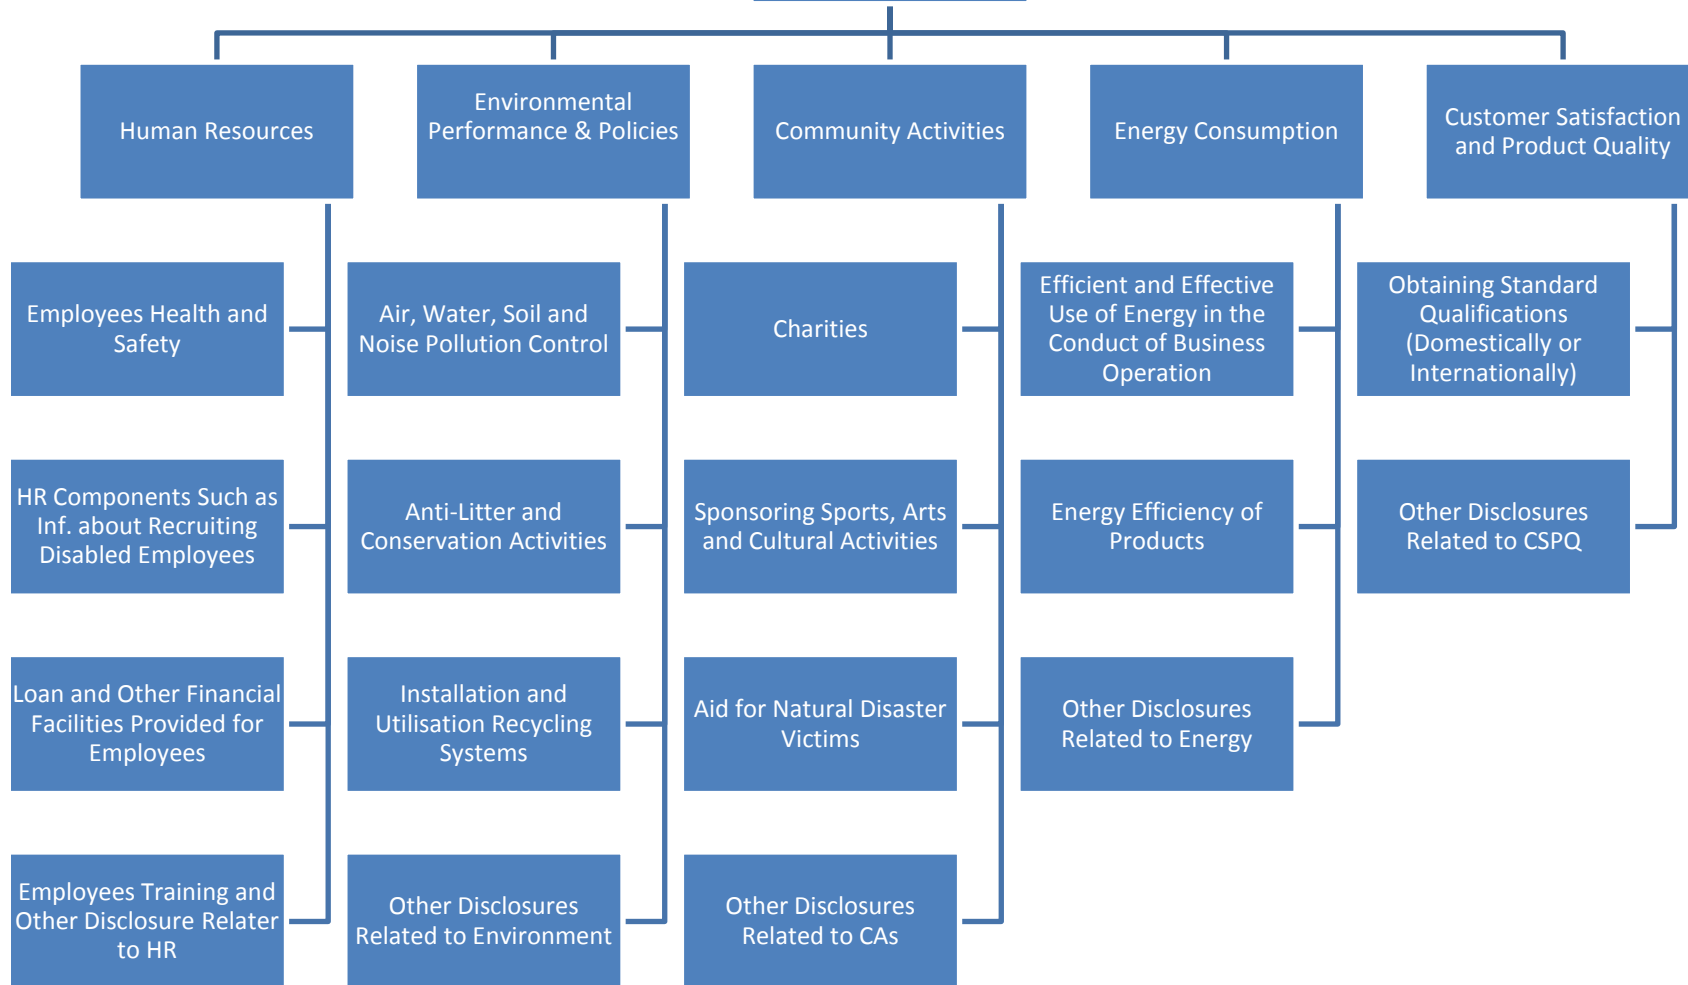 Human Resources
Environmental
Performance & Policies
Community Activities
Energy Consumption
Customer Satisfaction
and Product Quality
Employees Health and
Safety
Air, Water, Soil and
Noise Pollution Control
Charities
Efficient and Effective
Use of Energy in the
Conduct of Business
Operation
Obtaining Standard
Qualifications
(Domestically or
Internationally)
HR Components Such as
Inf. about Recruiting
Disabled Employees
Anti-Litter and
Conservation Activities
Sponsoring Sports, Arts
and Cultural Activities
Energy Efficiency of
Products
Other Disclosures
Related to CSPQ
Loan and Other Financial
Facilities Provided for
Employees
Installation and
Utilisation Recycling
Systems
Aid for Natural Disaster
Victims
Other Disclosures
Related to Energy
Employees Training and
Other Disclosure Relater
to HR
Other Disclosures
Related to Environment
Other Disclosures
Related to CAs